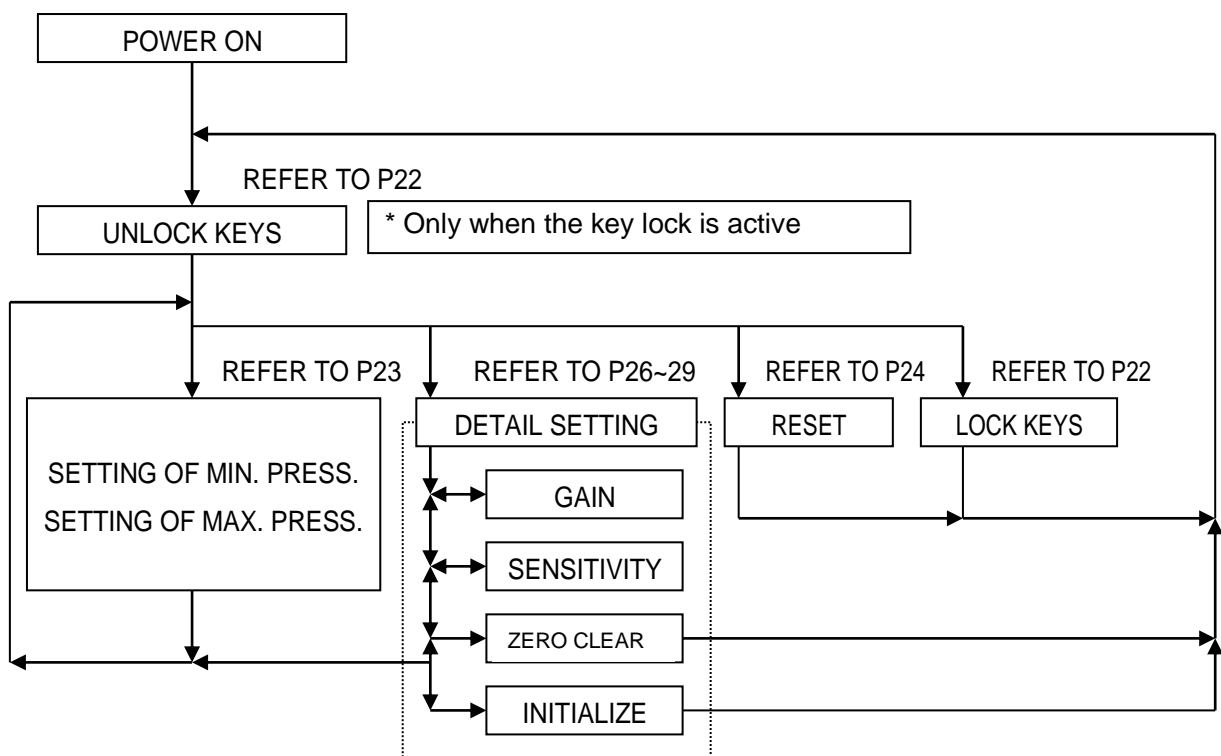 POWER ON
REFER TO P22
UNLOCK KEYS
* Only when the key lock is active
REFER TO P23
REFER TO P26~29
REFER TO P24
REFER TO P22
SETTING OF MIN. PRESS.
SETTING OF MAX. PRESS.
DETAIL SETTING
RESET
LOCK KEYS
GAIN
SENSITIVITY
ZERO CLEAR
INITIALIZE